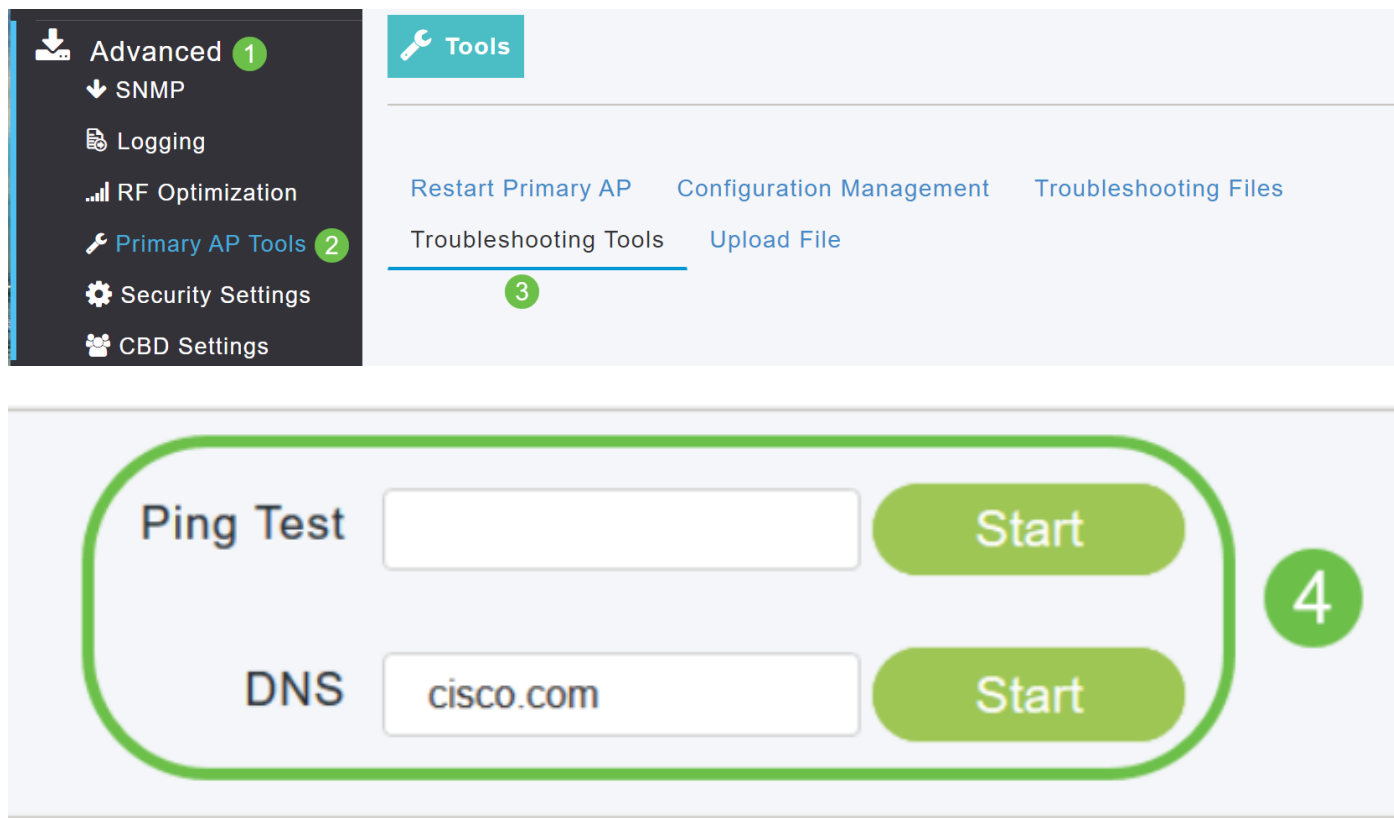 Advanced 1
SNMP
Logging
RF Optimization
Primary AP Tools 2
Security Settings
CBD Settings
Tools
Restart Primary AP Configuration Management Troubleshooting Files
Troubleshooting Tools Upload File
3
Ping Test Start
4
DNS cisco.com Start